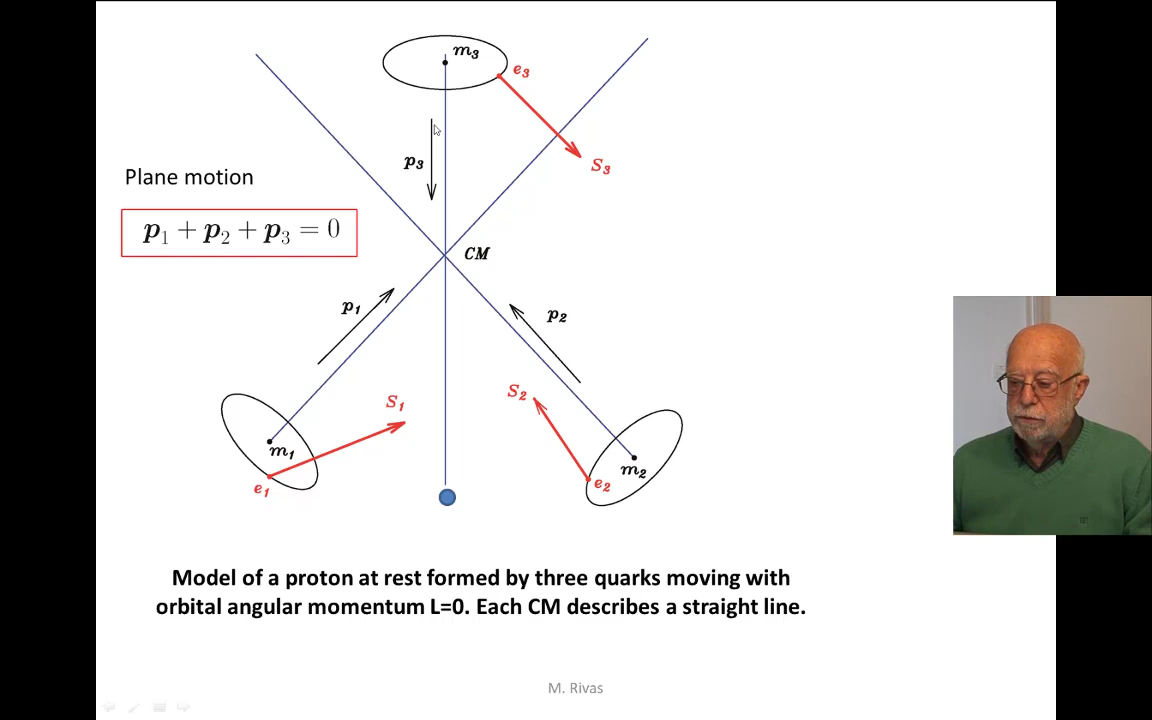 m₃
e₃
p₃
S₃
Plane motion
p₁ + p₂ + p₃ = 0
CM
p₁
p₂
S₁
S₂
m₁
e₁
m₂
e₂
Model of a proton at rest formed by three quarks moving with
orbital angular momentum L=0. Each CM describes a straight line.
M. Rivas